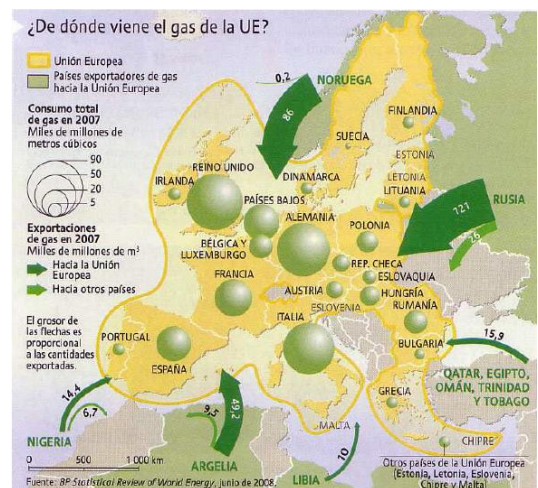 ¿De dónde viene el gas de la UE?
Unión Europea
Países exportadores de gas
hacia la Unión Europea
Consumo total
de gas en 2007
Miles de millones de
metros cúbicos
90
50
20
5
Exportaciones
de gas en 2007
Miles de millones de m³
Hacia la Unión
Europea
Hacia otros países
El grosor de
las flechas es
proporcional
a las cantidades
exportadas.
0,2
NORUEGA
86
FINLANDIA
SUECIA
ESTONIA
LETONIA
LITUANIA
REINO UNIDO
IRLANDA
DINAMARCA
PAÍSES BAJOS
ALEMANIA
POLONIA
RUSIA
121
26
BÉLGICA Y
LUXEMBURGO
REP. CHECA
ESLOVAQUIA
FRANCIA
AUSTRIA
HUNGRÍA
ESLOVENIA
RUMANÍA
ITALIA
BULGARIA
PORTUGAL
ESPAÑA
15,9
QATAR, EGIPTO,
OMÁN, TRINIDAD
Y TOBAGO
GRECIA
14,4
6,7
NIGERIA
9,5
49,2
ARGELIA
MALTA
10
LIBIA
CHIPRE
Otros países de la Unión Europea
(Estonia, Letonia, Eslovenia,
Chipre y Malta)
0 500 1 000 km
Fuente: BP Statistical Review of World Energy, junio de 2008.